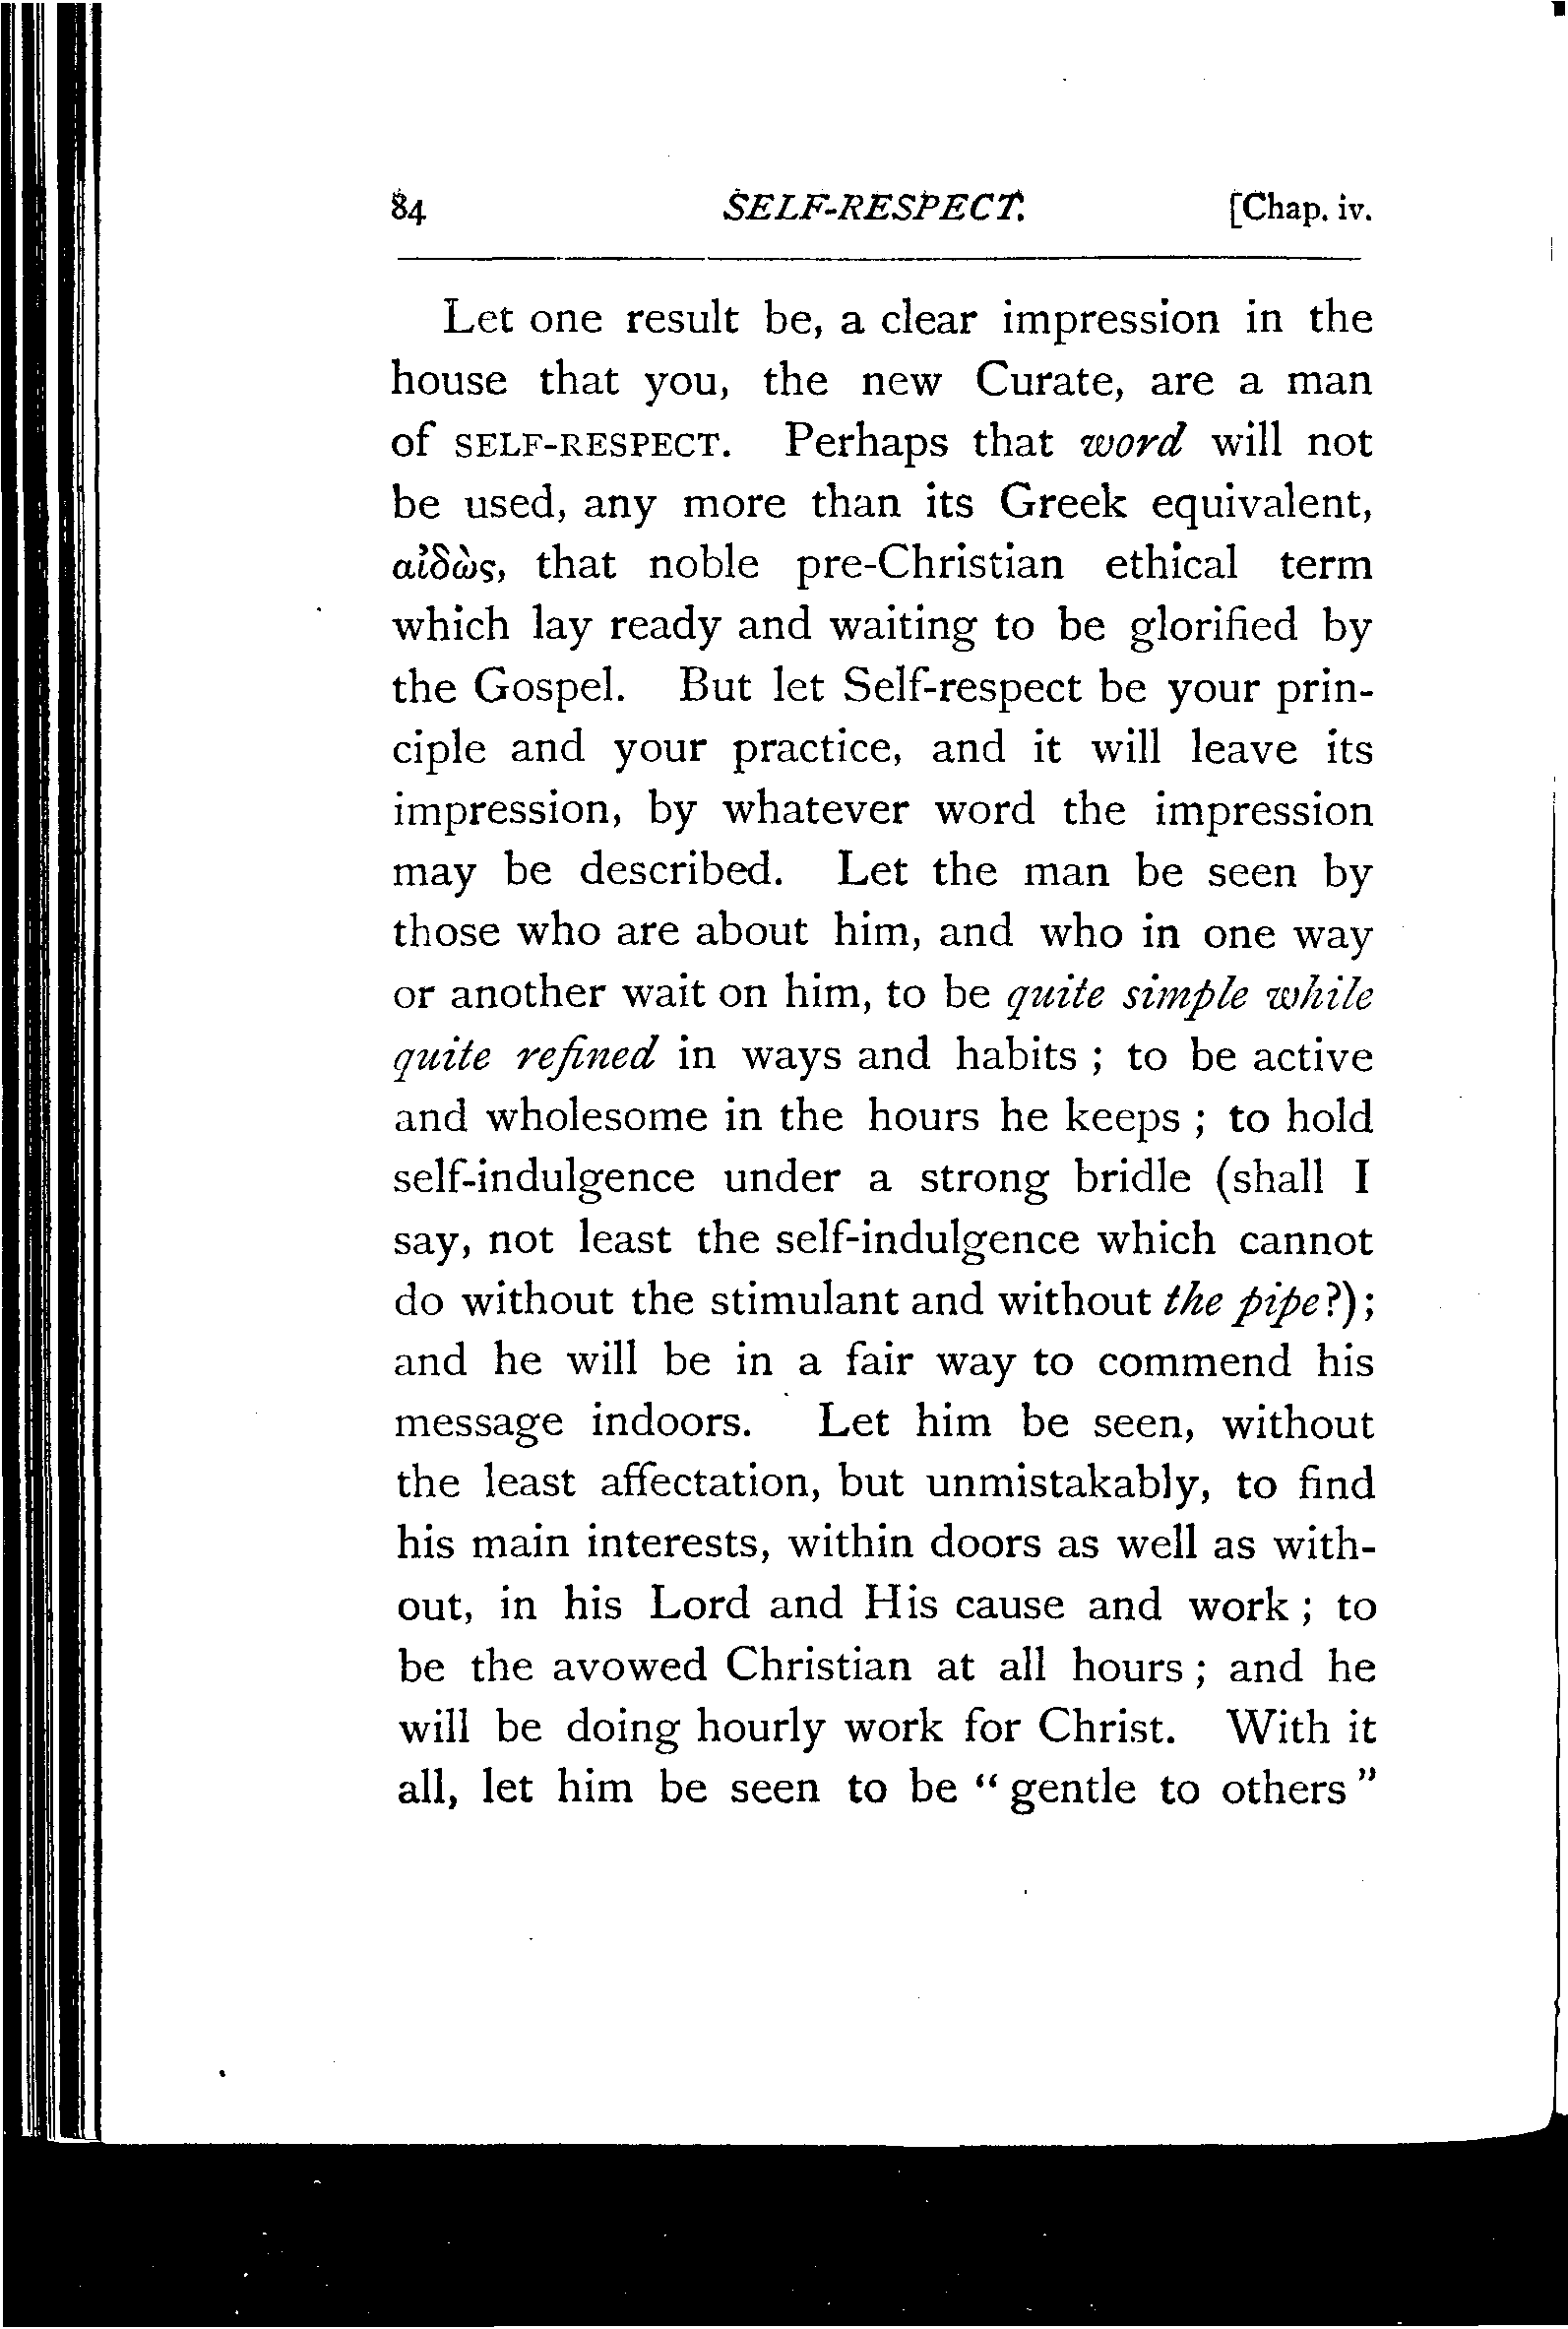 84 SELF-RESPECT. [Chap. iv.
Let one result be, a clear impression in the
house that you, the new Curate, are a man
of SELF-RESPECT. Perhaps that word will not
be used, any more than its Greek equivalent,
αἰδὼς, that noble pre-Christian ethical term
which lay ready and waiting to be glorified by
the Gospel. But let Self-respect be your prin-
ciple and your practice, and it will leave its
impression, by whatever word the impression
may be described. Let the man be seen by
those who are about him, and who in one way
or another wait on him, to be quite simple while
quite refined in ways and habits ; to be active
and wholesome in the hours he keeps ; to hold
self-indulgence under a strong bridle (shall I
say, not least the self-indulgence which cannot
do without the stimulant and without the pipe?);
and he will be in a fair way to commend his
message indoors. Let him be seen, without
the least affectation, but unmistakably, to find
his main interests, within doors as well as with-
out, in his Lord and His cause and work ; to
be the avowed Christian at all hours ; and he
will be doing hourly work for Christ. With it
all, let him be seen to be “ gentle to others ”